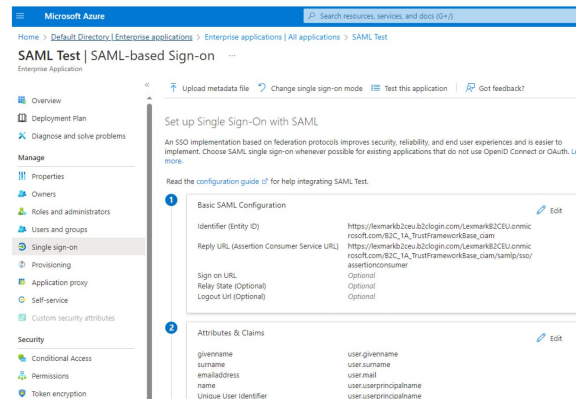 Microsoft Azure
Search resources, services, and docs (G+/)
Home > Default Directory | Enterprise applications > Enterprise applications | All applications > SAML Test
SAML Test | SAML-based Sign-on ...
Enterprise Application
«
Upload metadata file Change single sign-on mode Test this application Got feedback?
Overview
Deployment Plan
Diagnose and solve problems
Manage
Properties
Owners
Roles and administrators
Users and groups
Single sign-on
Provisioning
Application proxy
Self-service
Custom security attributes
Security
Conditional Access
Permissions
Token encryption
Set up Single Sign-On with SAML
An SSO implementation based on federation protocols improves security, reliability, and end user experiences and is easier to
implement. Choose SAML single sign-on whenever possible for existing applications that do not use OpenID Connect or OAuth. Le
more.
Read the configuration guide for help integrating SAML Test.
1
Basic SAML Configuration
Edit
Identifier (Entity ID) https://lexmarkb2ceu.b2clogin.com/LexmarkB2CEU.onmic
rosoft.com/B2C_1A_TrustFrameworkBase_ciam
Reply URL (Assertion Consumer Service URL) https://lexmarkb2ceu.b2clogin.com/LexmarkB2CEU.onmic
rosoft.com/B2C_1A_TrustFrameworkBase_ciam/samlp/sso/
assertionconsumer
Sign on URL Optional
Relay State (Optional) Optional
Logout Url (Optional) Optional
2
Attributes & Claims
Edit
givenname user.givenname
surname user.surname
emailaddress user.mail
name user.userprincipalname
Unique User Identifier user.userprincipalname